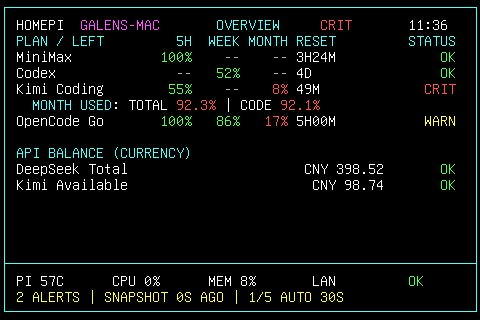 HOMEPI GALENS-MAC OVERVIEW CRIT 11:36
PLAN / LEFT 5H WEEK MONTH RESET STATUS
MiniMax 100% -- -- 3H24M OK
Codex -- 52% -- 4D OK
Kimi Coding 55% -- 8% 49M CRIT
MONTH USED: TOTAL 92.3% | CODE 92.1%
OpenCode Go 100% 86% 17% 5H00M WARN
API BALANCE (CURRENCY)
DeepSeek Total CNY 398.52 OK
Kimi Available CNY 98.74 OK
PI 57C CPU 0% MEM 8% LAN OK
2 ALERTS | SNAPSHOT 0S AGO | 1/5 AUTO 30S